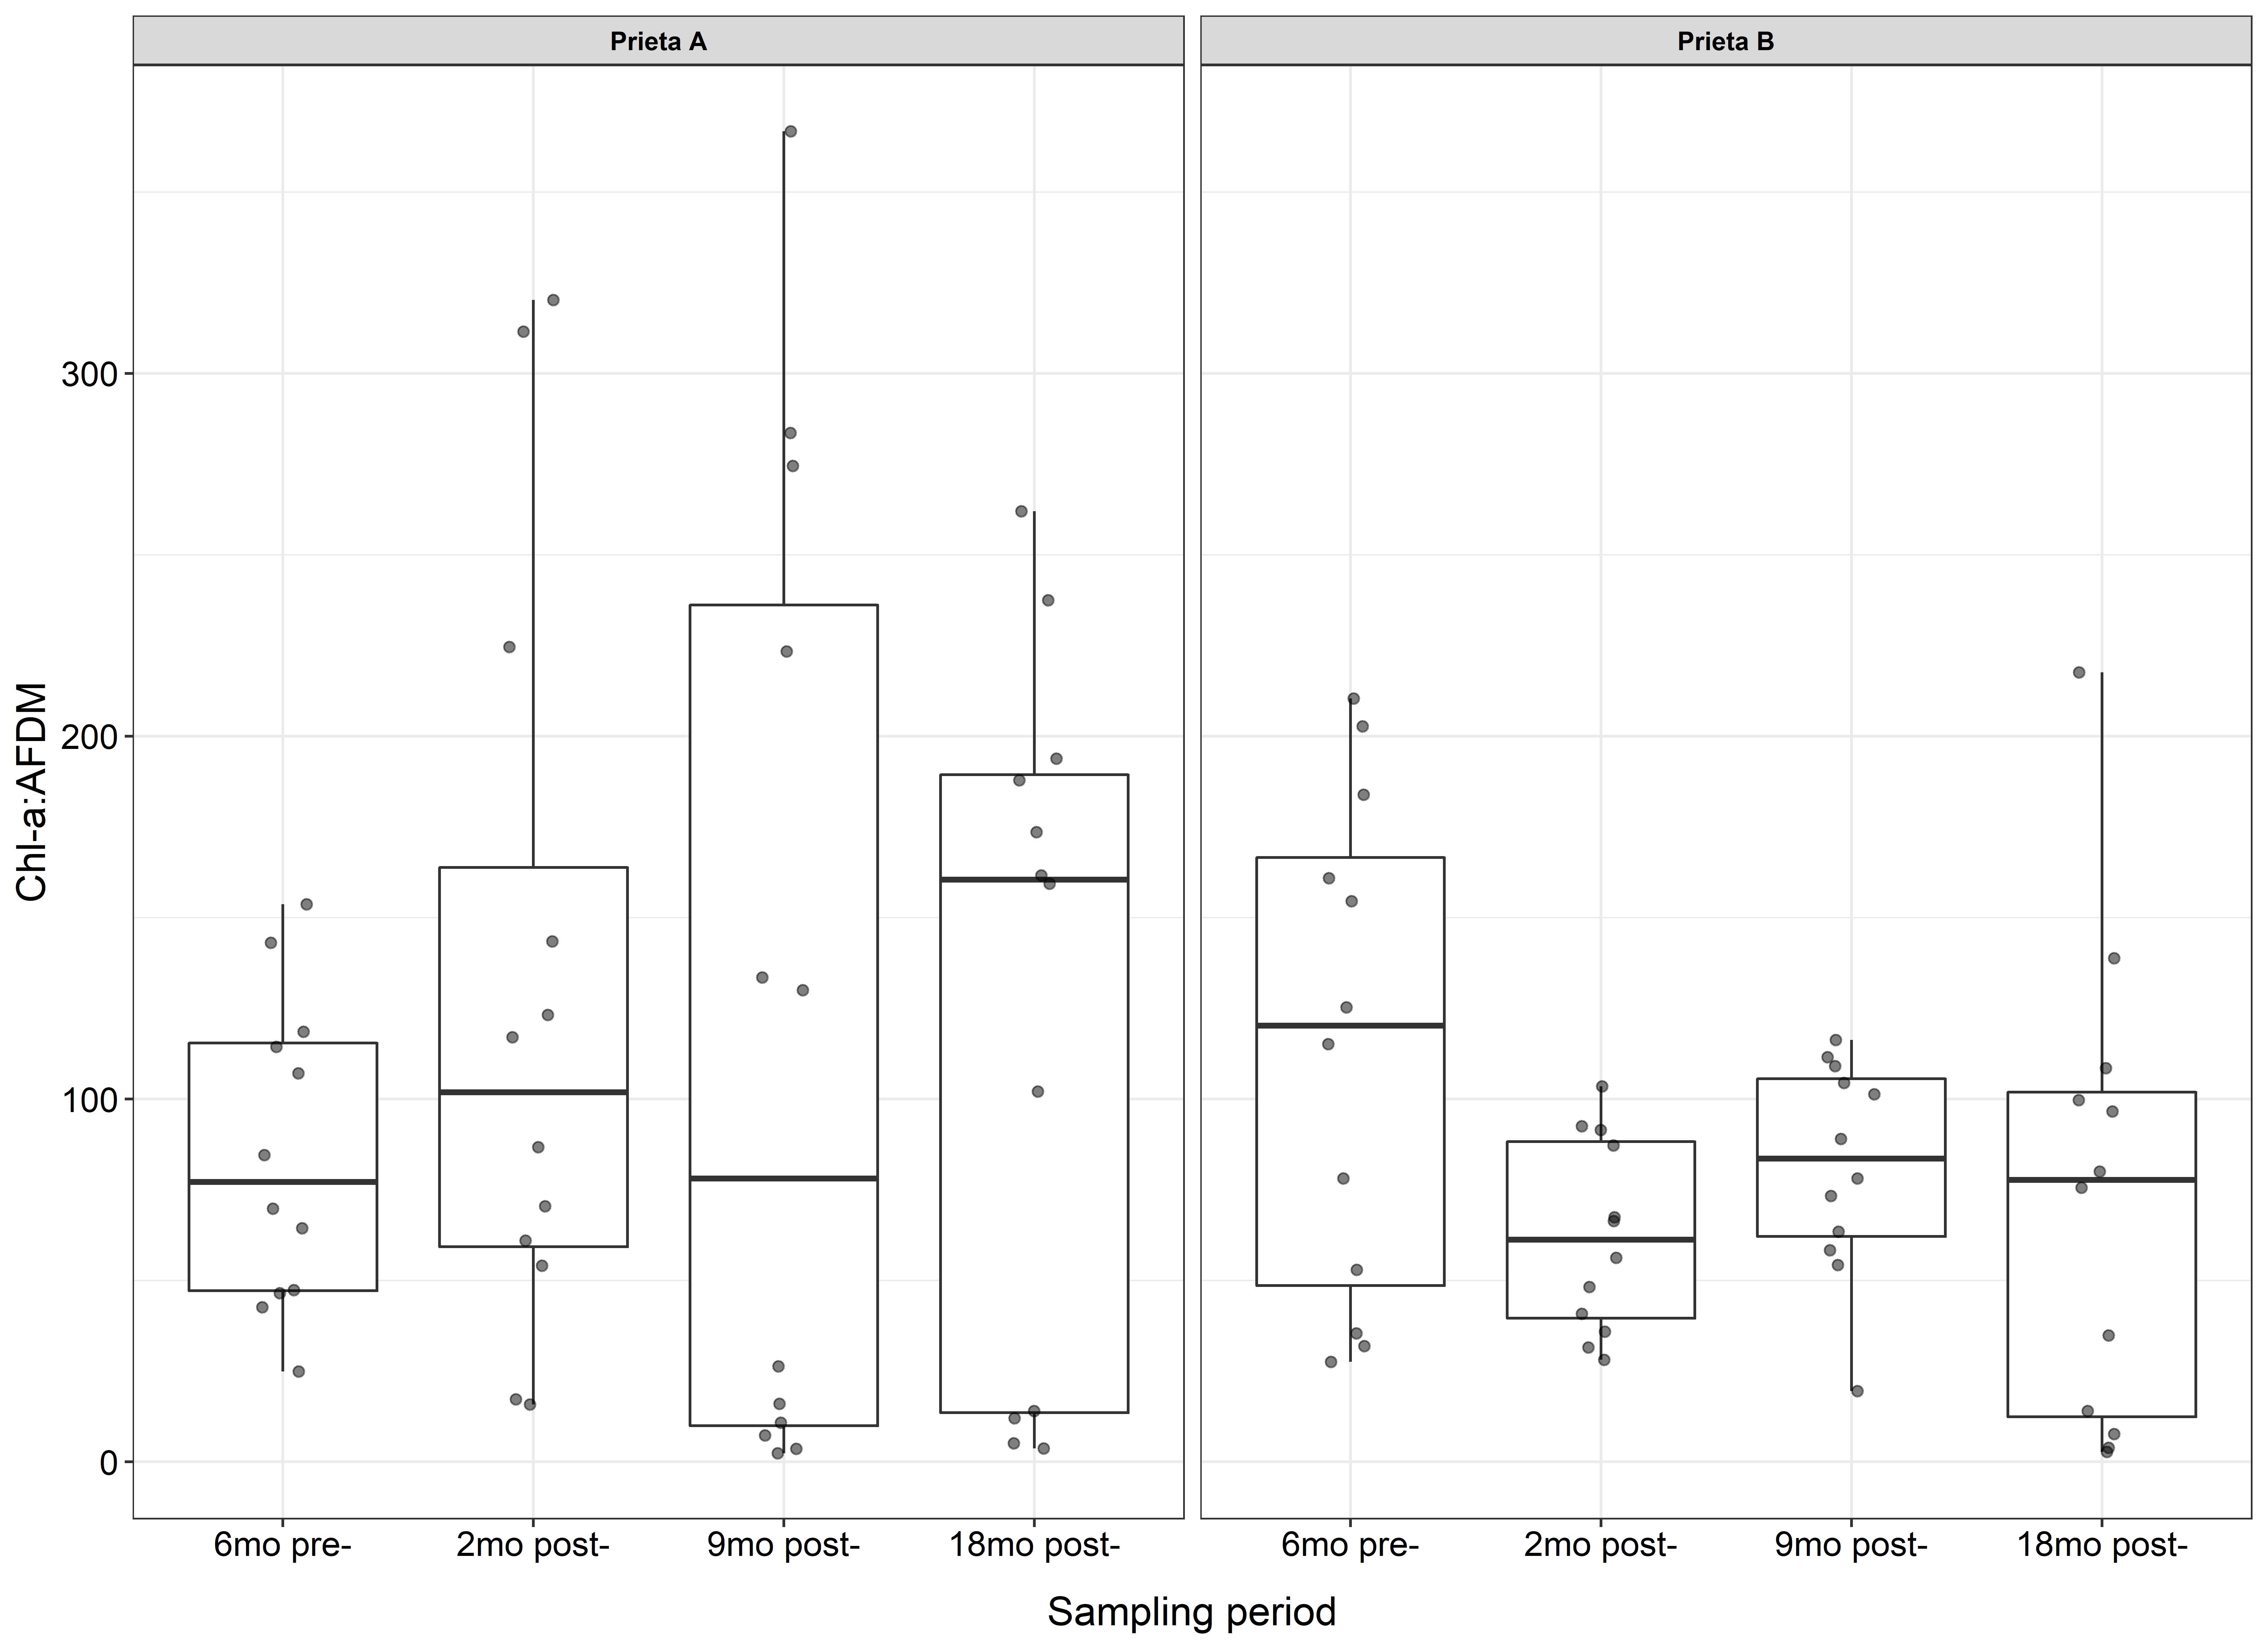 Prieta A
Prieta B
Chl-a:AFDM
300
200
100
0
6mo pre-
2mo post-
9mo post-
18mo post-
6mo pre-
2mo post-
9mo post-
18mo post-
Sampling period